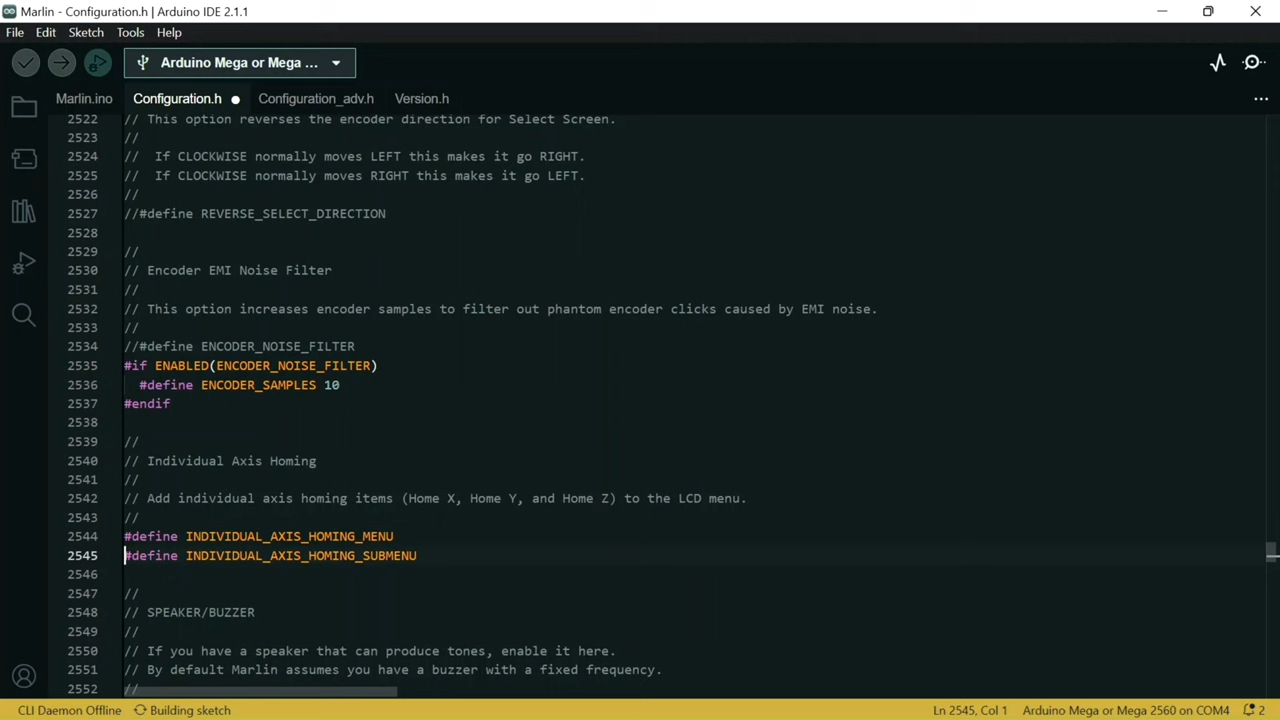 Marlin - Configuration.h | Arduino IDE 2.1.1
File Edit Sketch Tools Help
Arduino Mega or Mega ...
Marlin.ino Configuration.h Configuration_adv.h Version.h
2522 // This option reverses the encoder direction for Select Screen.
2523 //
2524 //  If CLOCKWISE normally moves LEFT this makes it go RIGHT.
2525 //  If CLOCKWISE normally moves RIGHT this makes it go LEFT.
2526 //
2527 //#define REVERSE_SELECT_DIRECTION
2528
2529 //
2530 // Encoder EMI Noise Filter
2531 //
2532 // This option increases encoder samples to filter out phantom encoder clicks caused by EMI noise.
2533 //
2534 //#define ENCODER_NOISE_FILTER
2535 #if ENABLED(ENCODER_NOISE_FILTER)
2536   #define ENCODER_SAMPLES 10
2537 #endif
2538
2539 //
2540 // Individual Axis Homing
2541 //
2542 // Add individual axis homing items (Home X, Home Y, and Home Z) to the LCD menu.
2543 //
2544 #define INDIVIDUAL_AXIS_HOMING_MENU
2545 #define INDIVIDUAL_AXIS_HOMING_SUBMENU
2546
2547 //
2548 // SPEAKER/BUZZER
2549 //
2550 // If you have a speaker that can produce tones, enable it here.
2551 // By default Marlin assumes you have a buzzer with a fixed frequency.
2552 //
CLI Daemon Offline Building sketch Ln 2545, Col 1 Arduino Mega or Mega 2560 on COM4 2